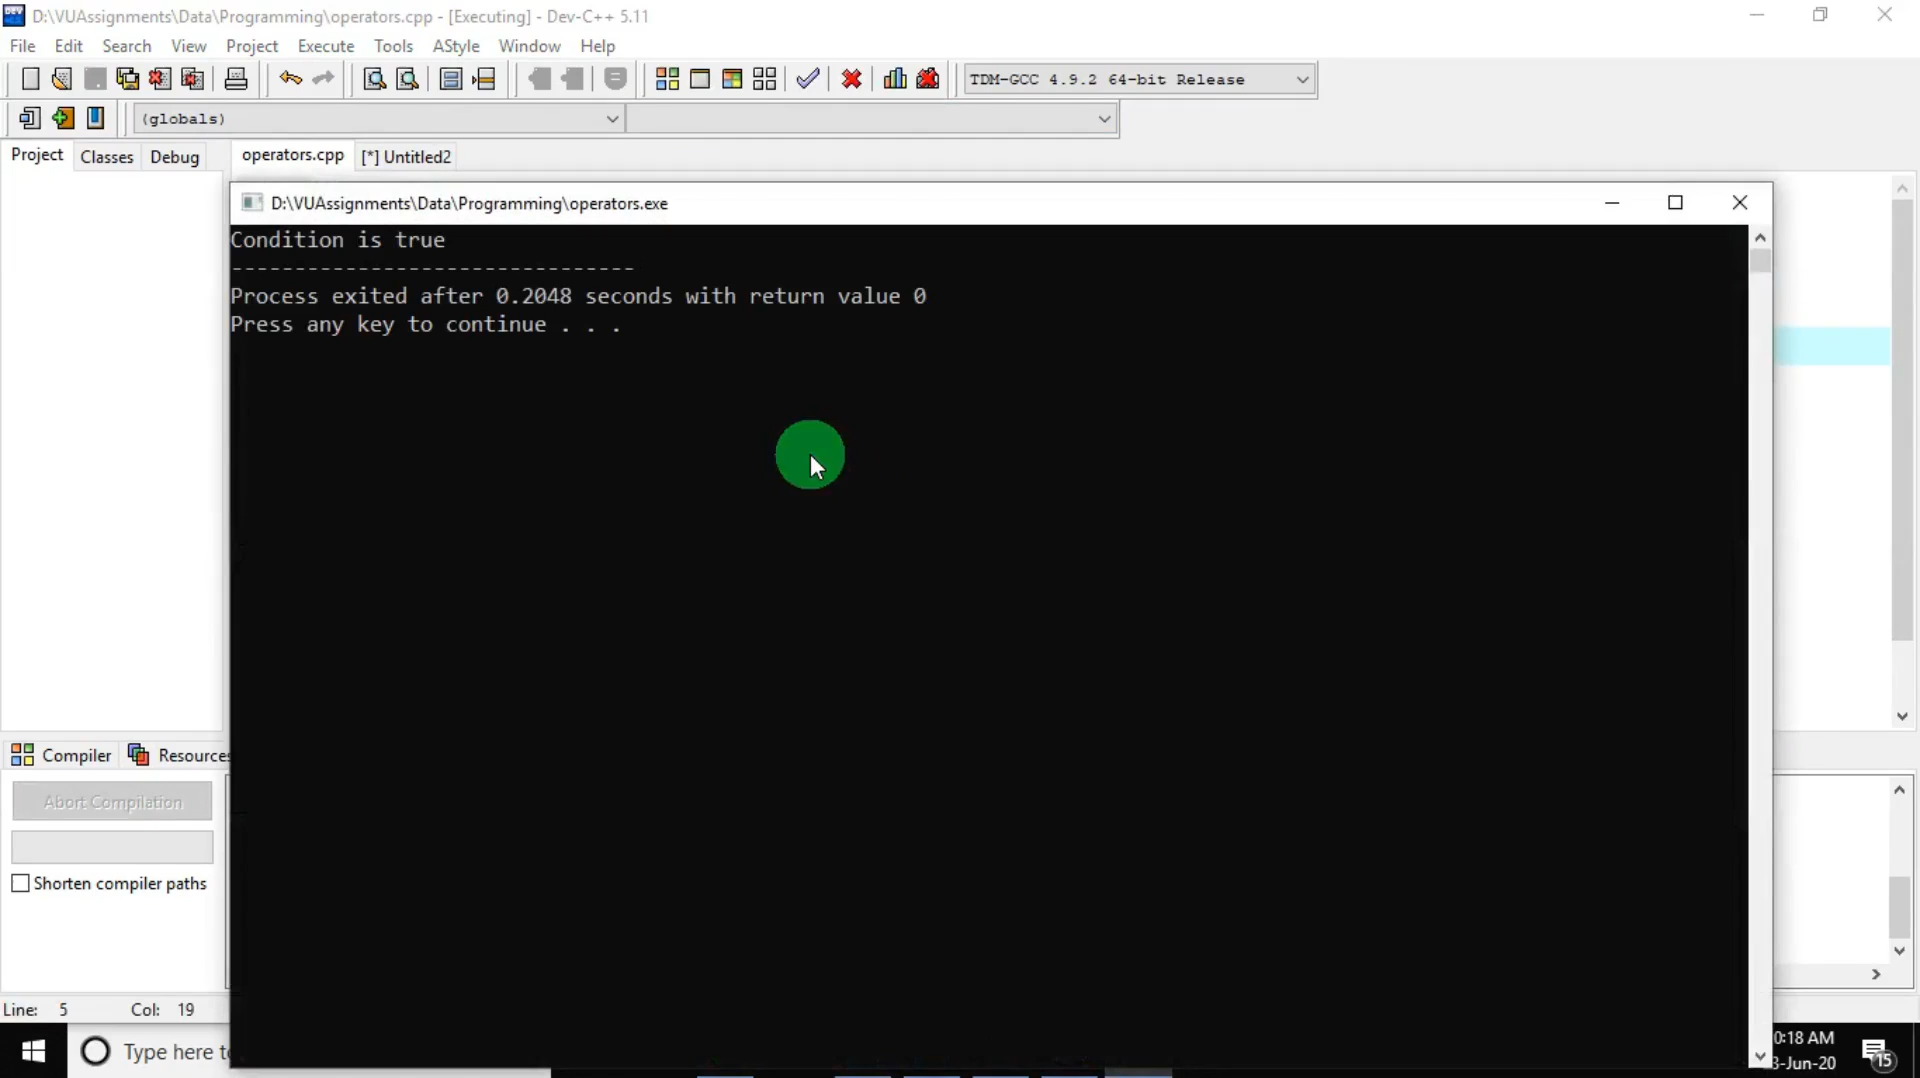 D:\VUAssignments\Data\Programming\operators.cpp - [Executing] - Dev-C++ 5.11
File Edit Search View Project Execute Tools AStyle Window Help
TDM-GCC 4.9.2 64-bit Release
(globals)
Project Classes Debug operators.cpp [*] Untitled2
D:\VUAssignments\Data\Programming\operators.exe
Condition is true
--------------------------------
Process exited after 0.2048 seconds with return value 0
Press any key to continue . . .
Compiler Resources
Abort Compilation
Shorten compiler paths
Line: 5 Col: 19
Type here t
0:18 AM
-Jun-20
15